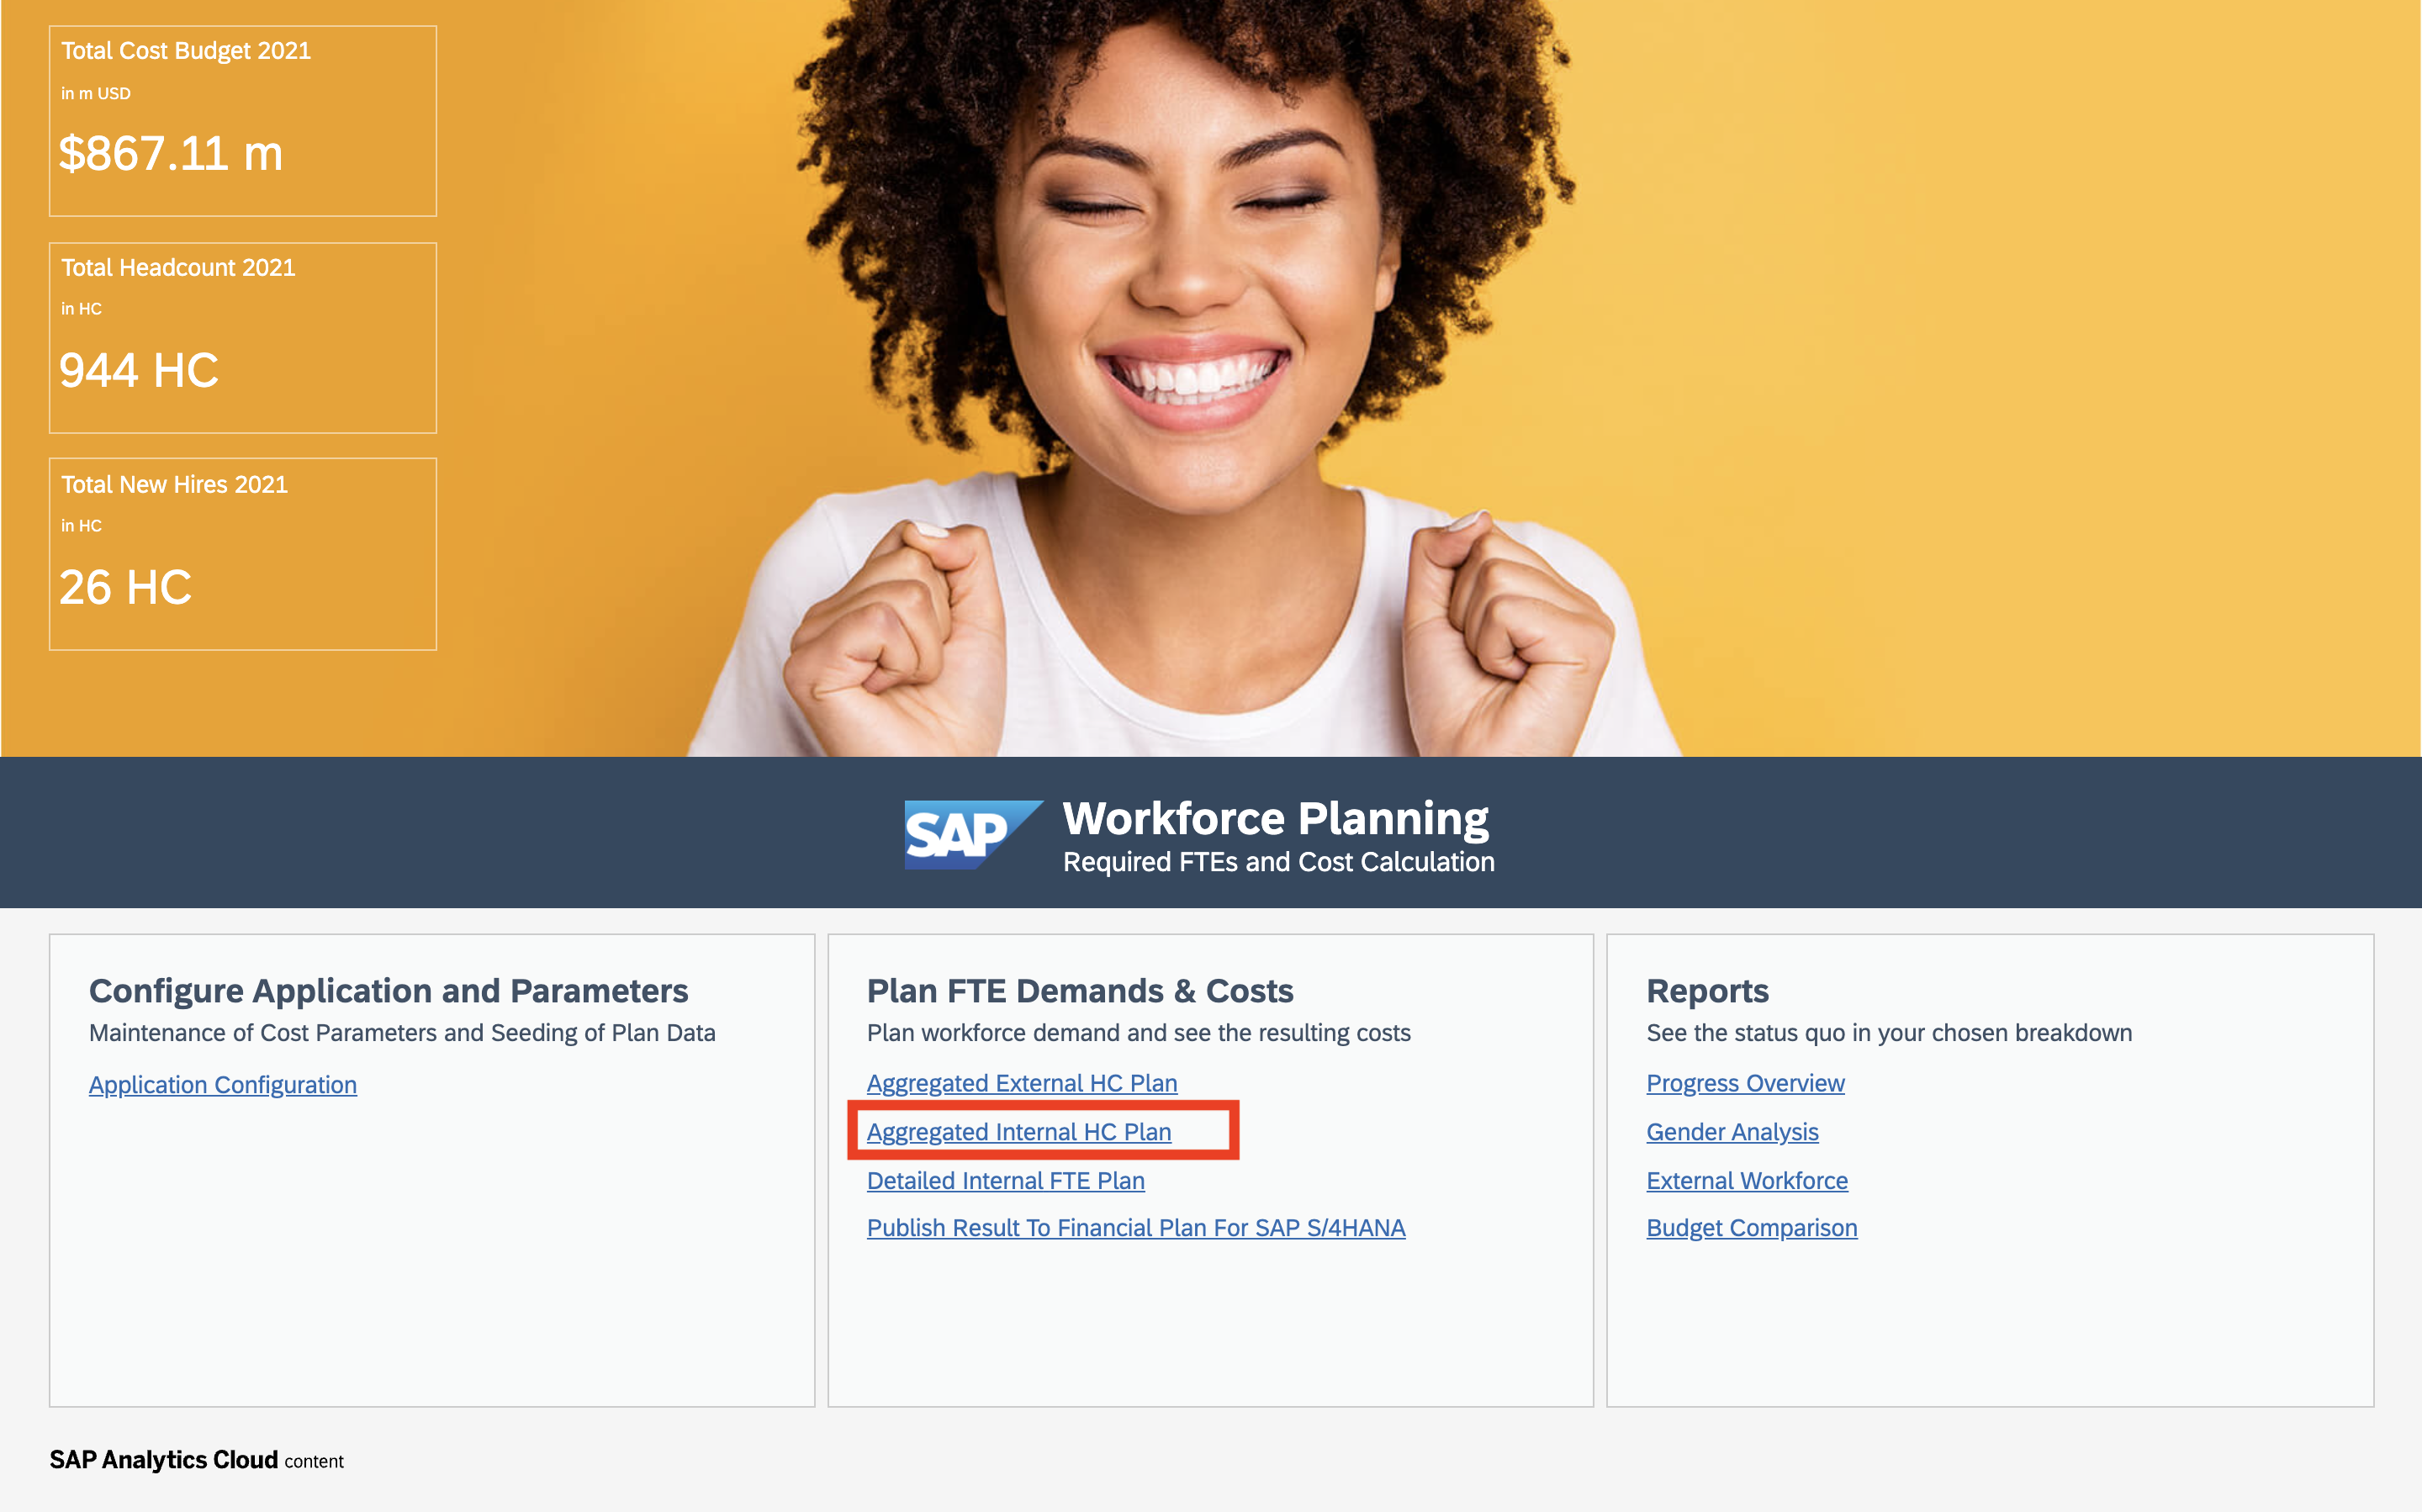 Total Cost Budget 2021
in m USD
$867.11 m
Total Headcount 2021
in HC
944 HC
Total New Hires 2021
in HC
26 HC
SAP
Workforce Planning
Required FTEs and Cost Calculation
Configure Application and Parameters
Maintenance of Cost Parameters and Seeding of Plan Data
Application Configuration
Plan FTE Demands & Costs
Plan workforce demand and see the resulting costs
Aggregated External HC Plan
Aggregated Internal HC Plan
Detailed Internal FTE Plan
Publish Result To Financial Plan For SAP S/4HANA
Reports
See the status quo in your chosen breakdown
Progress Overview
Gender Analysis
External Workforce
Budget Comparison
SAP Analytics Cloud content